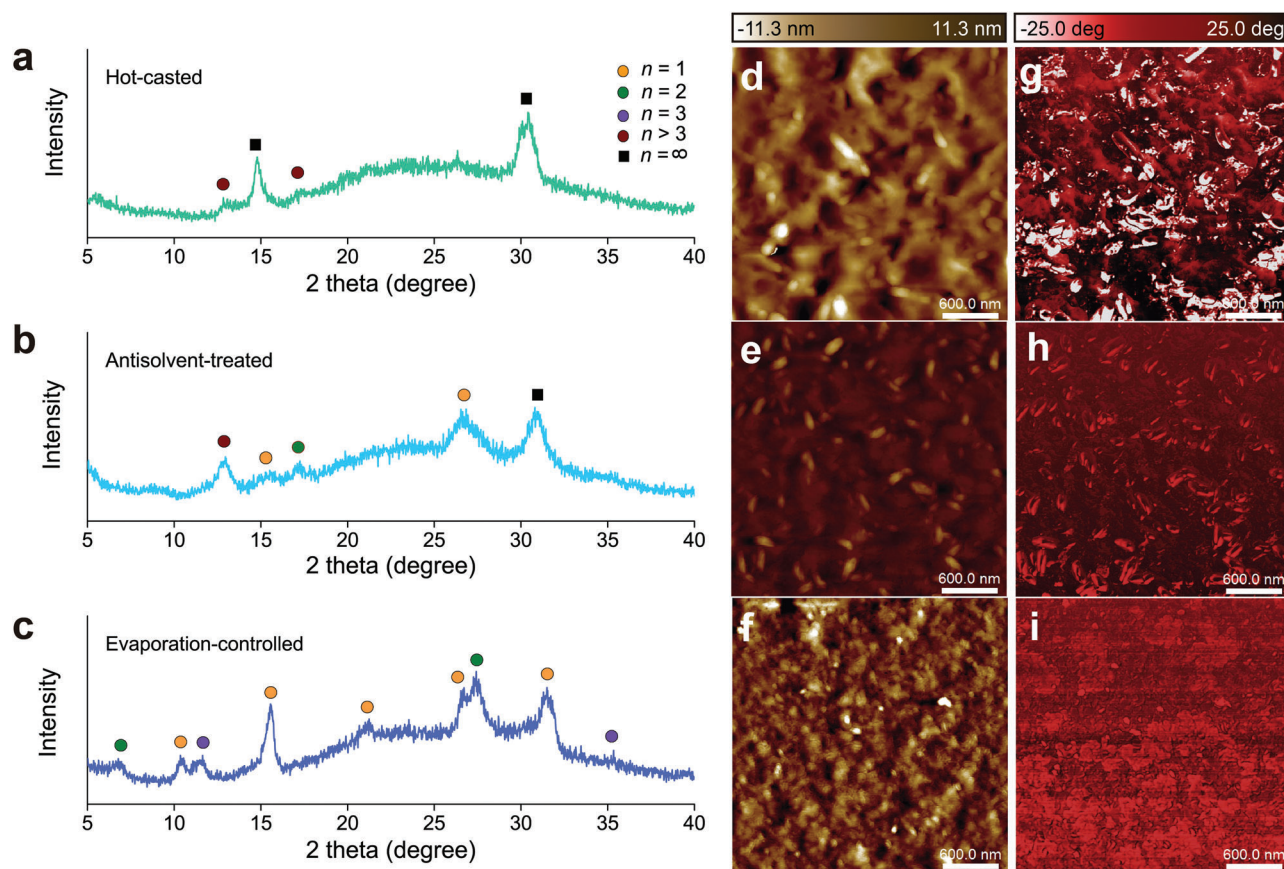 -11.3 nm 11.3 nm
-25.0 deg 25.0 deg
a
Hot-casted
Intensity
n = 1
n = 2
n = 3
n > 3
n = ∞
5 10 15 20 25 30 35 40
2 theta (degree)
b
Antisolvent-treated
Intensity
5 10 15 20 25 30 35 40
2 theta (degree)
c
Evaporation-controlled
Intensity
5 10 15 20 25 30 35 40
2 theta (degree)
d
600.0 nm
g
600.0 nm
e
600.0 nm
h
600.0 nm
f
600.0 nm
i
600.0 nm